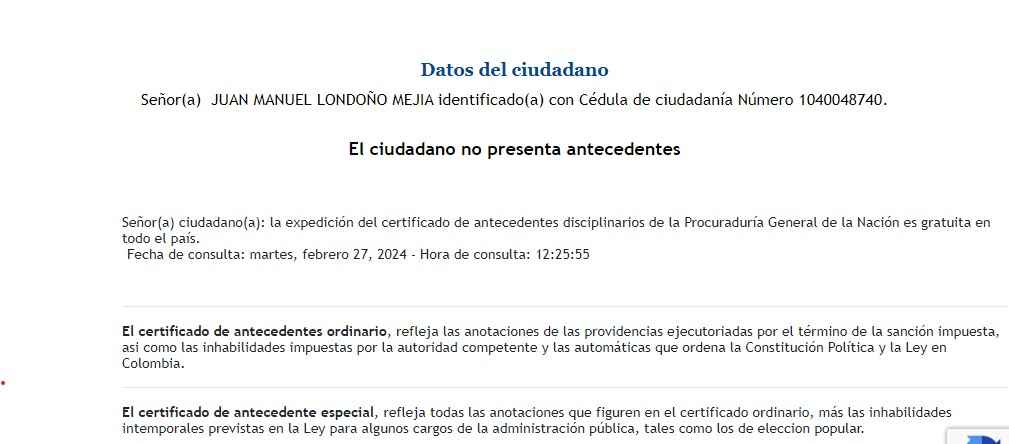 Datos del ciudadano
Señor(a) JUAN MANUEL LONDOÑO MEJIA identificado(a) con Cédula de ciudadanía Número 1040048740.
El ciudadano no presenta antecedentes
Señor(a) ciudadano(a): la expedición del certificado de antecedentes disciplinarios de la Procuraduría General de la Nación es gratuita en
todo el país.
Fecha de consulta: martes, febrero 27, 2024 - Hora de consulta: 12:25:55
El certificado de antecedentes ordinario, refleja las anotaciones de las providencias ejecutoriadas por el término de la sanción impuesta,
asi como las inhabilidades impuestas por la autoridad competente y las automáticas que ordena la Constitución Política y la Ley en
Colombia.
El certificado de antecedente especial, refleja todas las anotaciones que figuren en el certificado ordinario, más las inhabilidades
intemporales previstas en la Ley para algunos cargos de la administración pública, tales como los de eleccion popular.